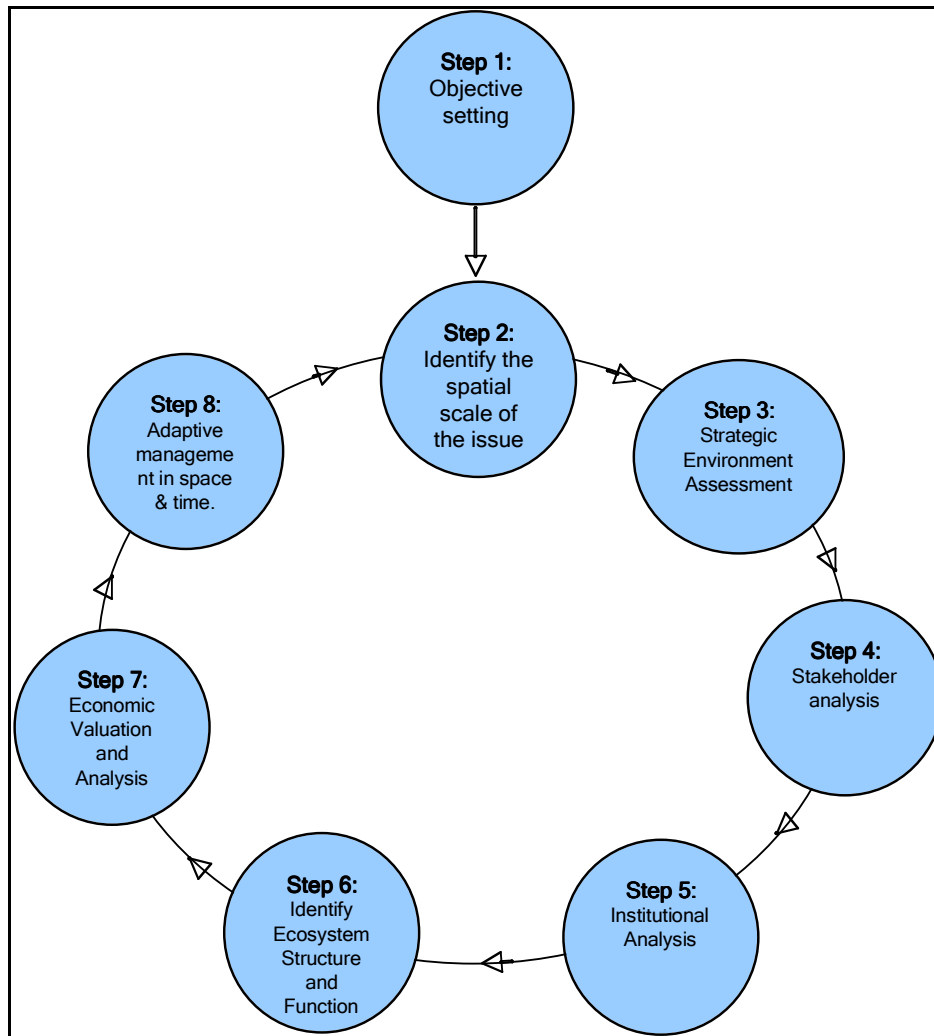 Step 1:
Objective
setting
Step 2:
Identify the
spatial
scale of
the issue
Step 3:
Strategic
Environment
Assessment
Step 4:
Stakeholder
analysis
Step 5:
Institutional
Analysis
Step 6:
Identify
Ecosystem
Structure
and
Function
Step 7:
Economic
Valuation
and
Analysis
Step 8:
Adaptive
manageme
nt in space
& time.